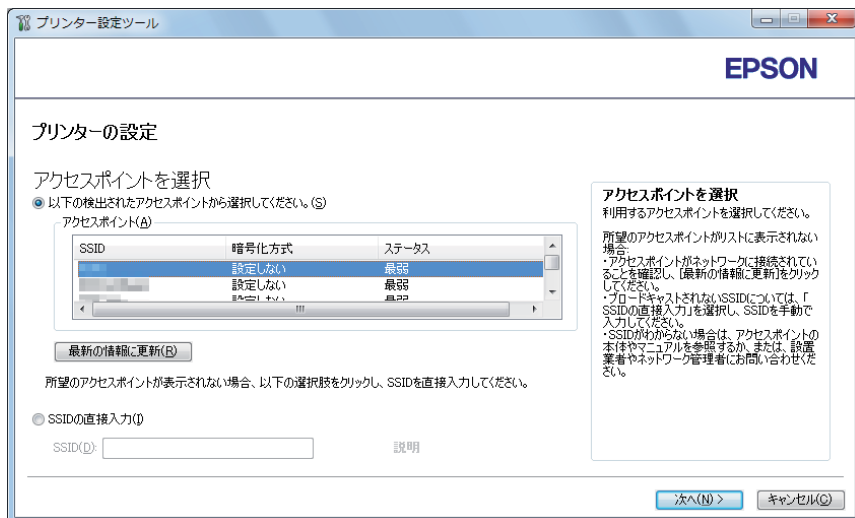 プリンター設定ツール
EPSON
プリンターの設定
アクセスポイントを選択
以下の検出されたアクセスポイントから選択してください。(S)
アクセスポイント(A)
SSID 暗号化方式 ステータス
設定しない 最弱
設定しない 最弱
設定しない 最弱
最新の情報に更新(R)
所望のアクセスポイントが表示されない場合、以下の選択肢をクリックし、SSIDを直接入力してください。
SSIDの直接入力(I)
SSID(D): 説明
アクセスポイントを選択
利用するアクセスポイントを選択してください。
所望のアクセスポイントがリストに表示されない
場合:
・アクセスポイントがネットワークに接続されてい
ることを確認し、[最新の情報に更新]をクリック
してください。
・ブロードキャストされないSSIDについては、「
SSIDの直接入力」を選択し、SSIDを手動で
入力してください。
・SSIDがわからない場合は、アクセスポイントの
本体やマニュアルを参照するか、または、設置
業者やネットワーク管理者にお問い合わせくだ
さい。
次へ(N) > キャンセル(C)